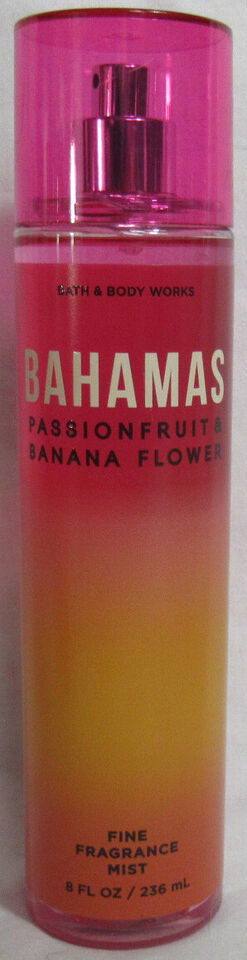 BATH & BODY WORKS
BAHAMAS
PASSIONFRUIT &
BANANA FLOWER
FINE
FRAGRANCE
MIST
8 FL OZ / 236 mL